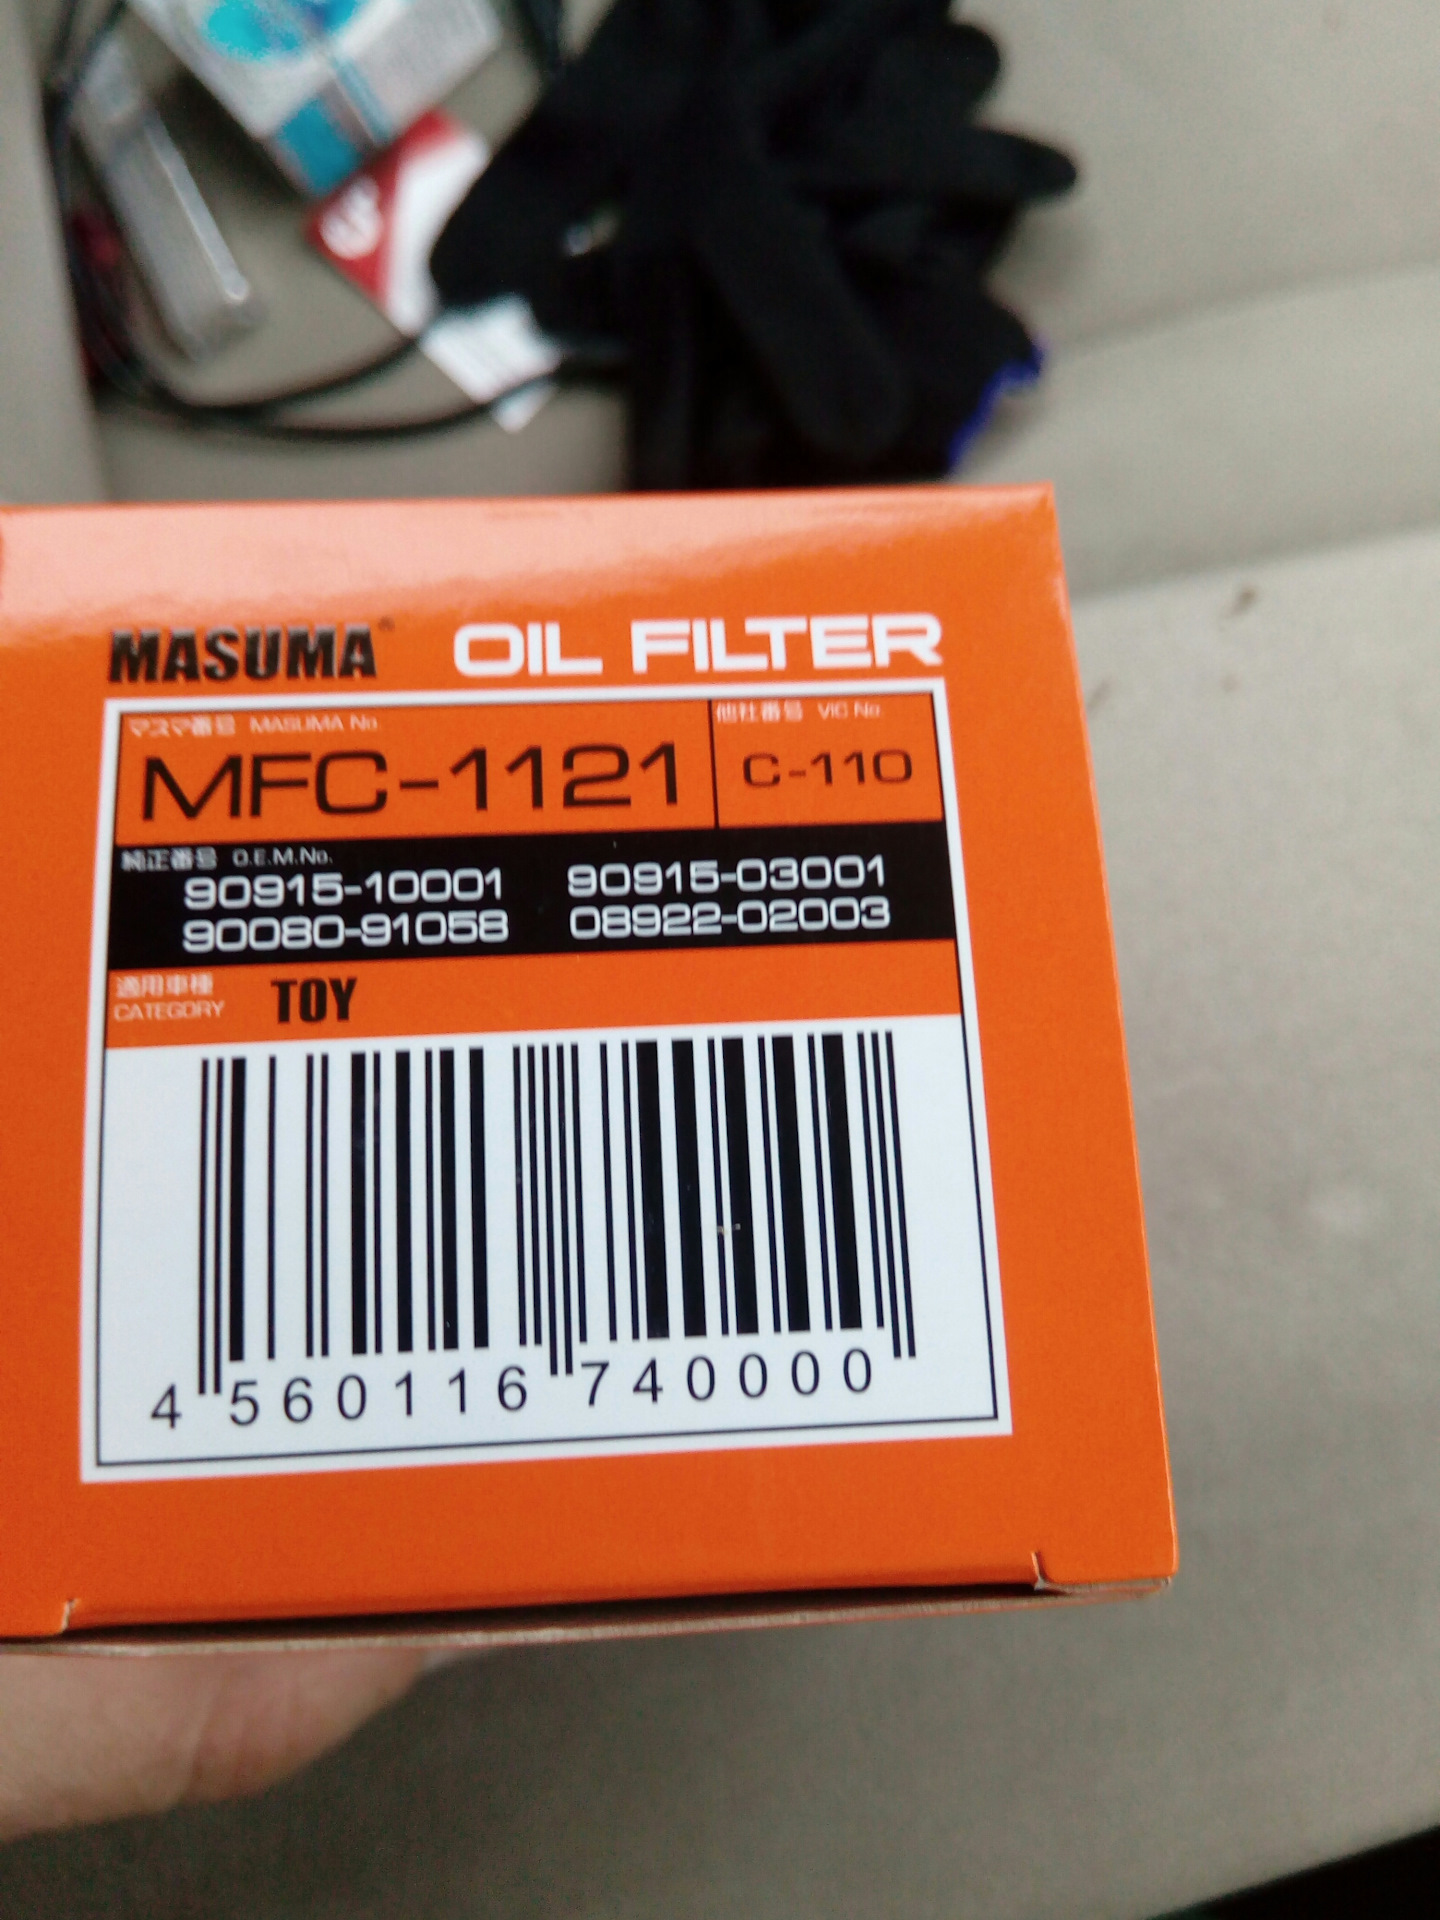 MASUMA® OIL FILTER
マスマ番号 MASUMA No.
MFC-1121
他社番号 VIC No.
C-110
純正番号 O.E.M.No.
90915-10001 90915-03001
90080-91058 08922-02003
適用車種
CATEGORY
TOY
4 560116 740000